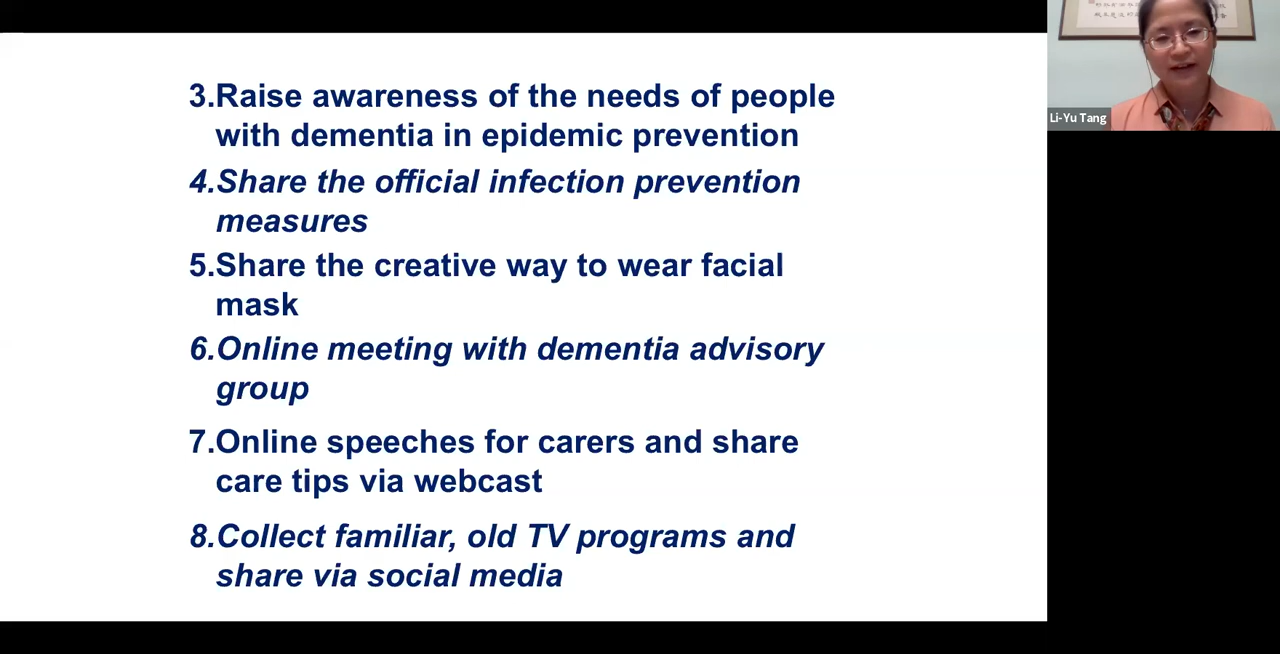 3.Raise awareness of the needs of people
with dementia in epidemic prevention
4.Share the official infection prevention
measures
5.Share the creative way to wear facial
mask
6.Online meeting with dementia advisory
group
7.Online speeches for carers and share
care tips via webcast
8.Collect familiar, old TV programs and
share via social media
Li-Yu Tang